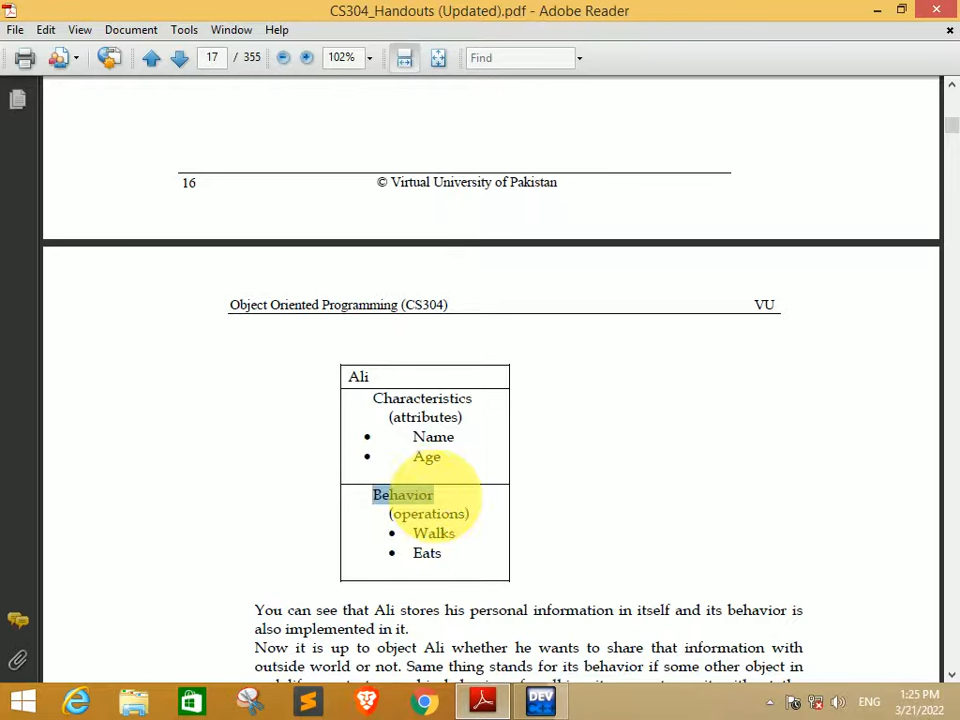 CS304_Handouts (Updated).pdf - Adobe Reader
File Edit View Document Tools Window Help
17 / 355 102% Find
16 © Virtual University of Pakistan
Object Oriented Programming (CS304) VU
Ali
Characteristics
(attributes)
• Name
• Age
Behavior
(operations)
• Walks
• Eats
You can see that Ali stores his personal information in itself and its behavior is
also implemented in it.
Now it is up to object Ali whether he wants to share that information with
outside world or not. Same thing stands for its behavior if some other object in
DEV
ENG
1:25 PM
3/21/2022